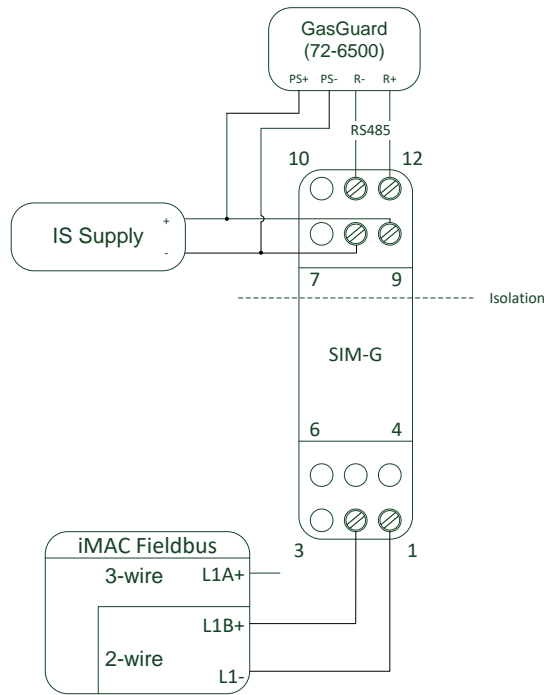 GasGuard
(72-6500)
PS+ PS- R- R+
RS485
10 12
+
IS Supply
-
7 9
Isolation
SIM-G
6 4
3 1
iMAC Fieldbus
3-wire L1A+
L1B+
2-wire
L1-